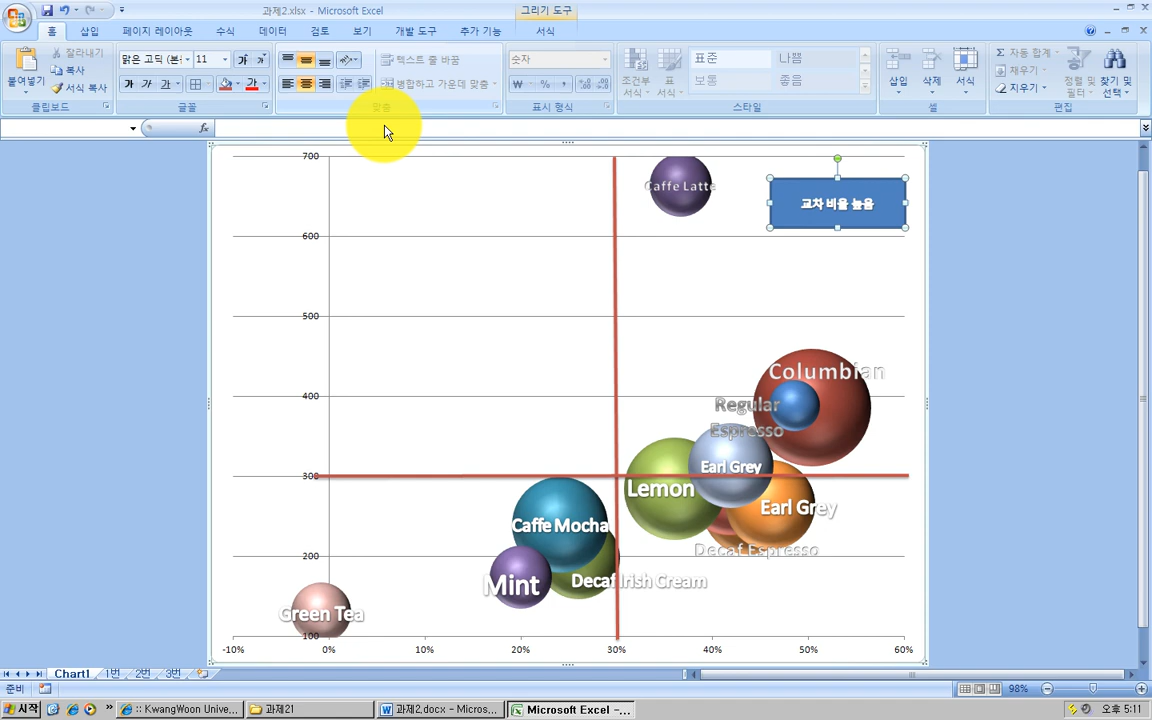 과제2.xlsx - Microsoft Excel
그리기 도구
홈 삽입 페이지 레이아웃 수식 데이터 검토 보기 개발 도구 추가 기능 서식
붙여넣기
잘라내기
복사
서식 복사
클립보드
맑은 고딕 (본
11
가 가
가 가 가 가
글꼴
텍스트 줄 바꿈
병합하고 가운데 맞춤
맞춤
숫자
₩ % ,
표시 형식
조건부
서식
표
서식
표준 나쁨
보통 좋음
스타일
삽입 삭제 서식
셀
Σ 자동 합계
채우기
지우기
정렬 및
필터
찾기 및
선택
편집
fx
700
600
500
400
300
200
100
-10% 0% 10% 20% 30% 40% 50% 60%
Caffe Latte
교차 비율 높음
Columbian
Regular
Espresso
Earl Grey
Lemon
Earl Grey
Caffe Mocha
Decaf Espresso
Mint
Decaf Irish Cream
Green Tea
Chart1 1번 2번 3번
준비
98%
시작
:: KwangWoon Unive...
과제21
과제2.docx - Micros...
Microsoft Excel -...
오후 5:11